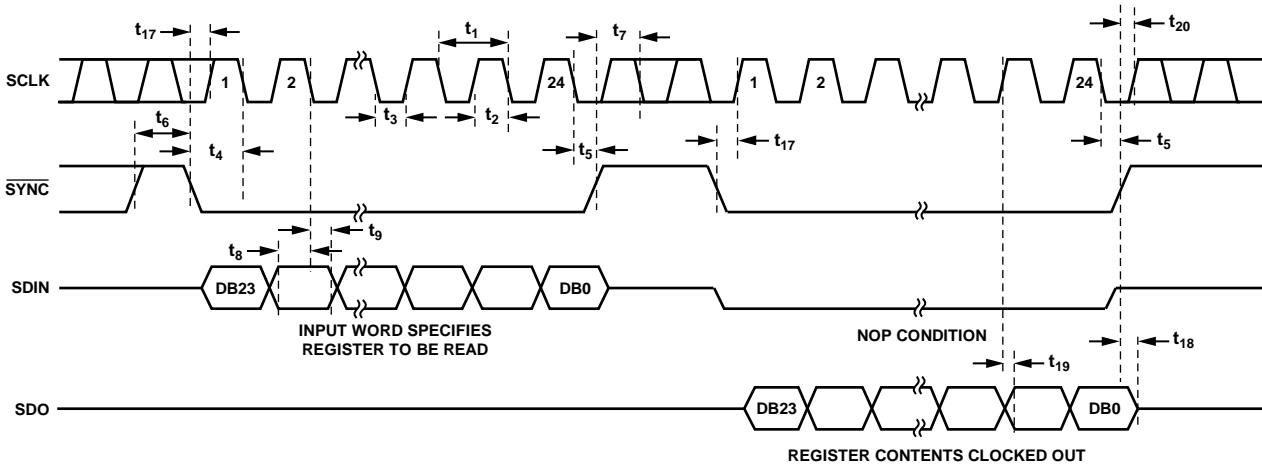 t17
t1
t7
t20
SCLK
1
2
24
1
2
24
t6
t4
t3
t2
t5
t17
t5
SYNC
t8
t9
SDIN
DB23
DB0
INPUT WORD SPECIFIES
REGISTER TO BE READ
NOP CONDITION
t19
t18
SDO
DB23
DB0
REGISTER CONTENTS CLOCKED OUT